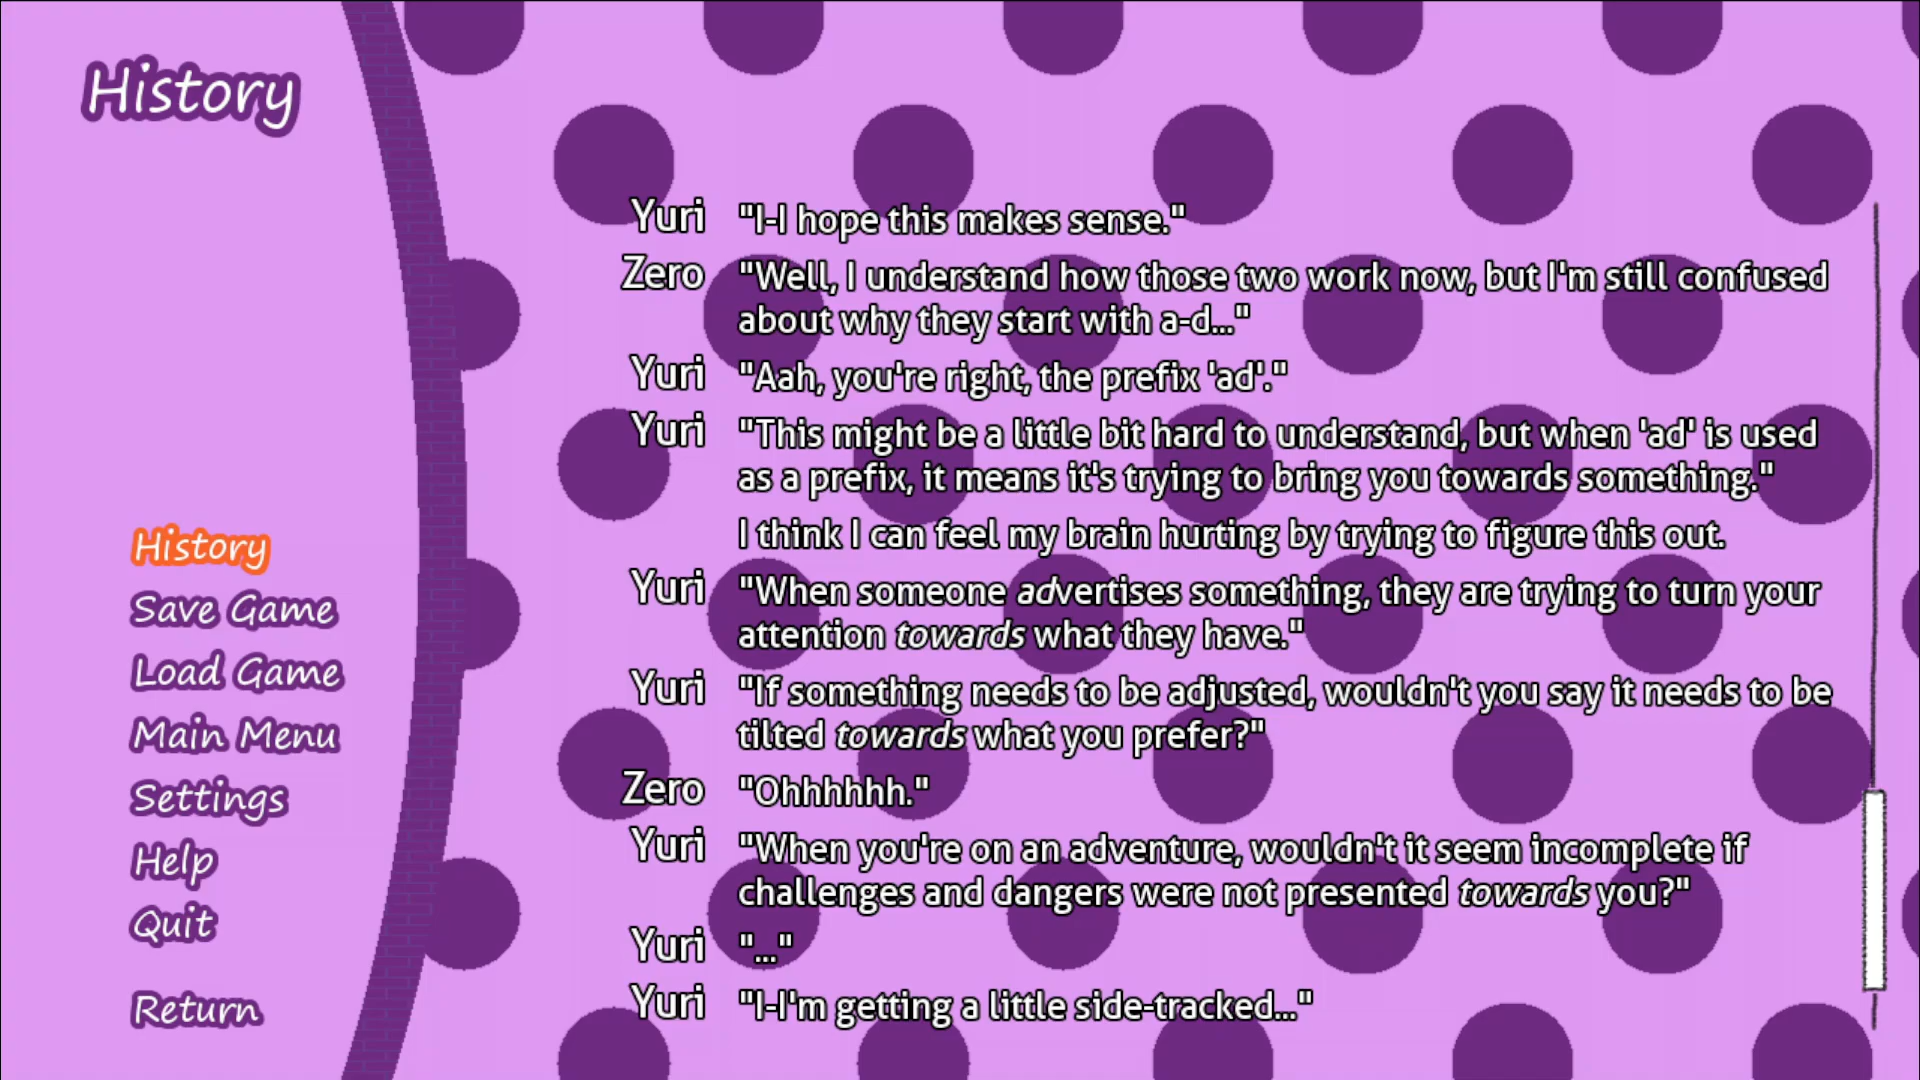 History
Yuri "I-I hope this makes sense."
Zero "Well, I understand how those two work now, but I'm still confused
about why they start with a-d..."
Yuri "Aah, you're right, the prefix 'ad'."
Yuri "This might be a little bit hard to understand, but when 'ad' is used
as a prefix, it means it's trying to bring you towards something."
I think I can feel my brain hurting by trying to figure this out.
Yuri "When someone advertises something, they are trying to turn your
attention towards what they have."
Yuri "If something needs to be adjusted, wouldn't you say it needs to be
tilted towards what you prefer?"
Zero "Ohhhhhh."
Yuri "When you're on an adventure, wouldn't it seem incomplete if
challenges and dangers were not presented towards you?"
Yuri "..."
Yuri "I-I'm getting a little side-tracked..."
History
Save Game
Load Game
Main Menu
Settings
Help
Quit
Return